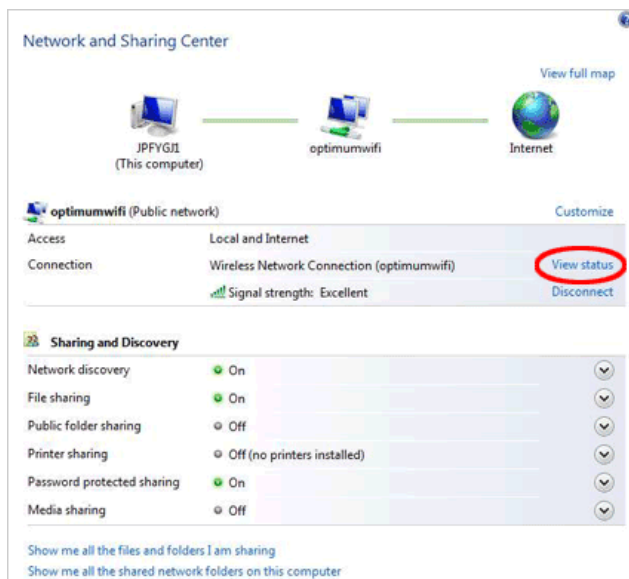 Network and Sharing Center
View full map
JPFYGJ1
(This computer)
optimumwifi
Internet
optimumwifi (Public network) Customize
Access Local and Internet
Connection Wireless Network Connection (optimumwifi) View status
Signal strength: Excellent Disconnect
Sharing and Discovery
Network discovery On
File sharing On
Public folder sharing Off
Printer sharing Off (no printers installed)
Password protected sharing On
Media sharing Off
Show me all the files and folders I am sharing
Show me all the shared network folders on this computer